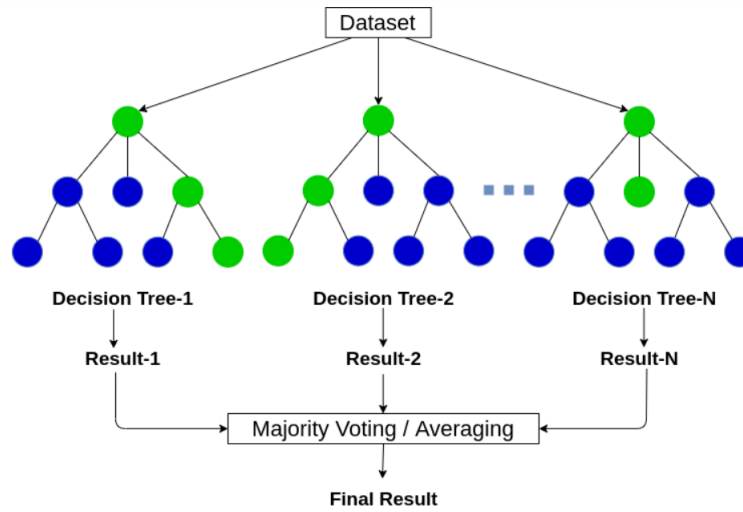 Dataset
Decision Tree-1
Decision Tree-2
Decision Tree-N
Result-1
Result-2
Result-N
Majority Voting / Averaging
Final Result